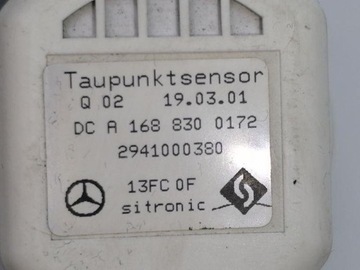 Taupunktsensor
Q 02 19.03.01
DC A 168 830 0172
2941000380
13FC 0F
sitronic